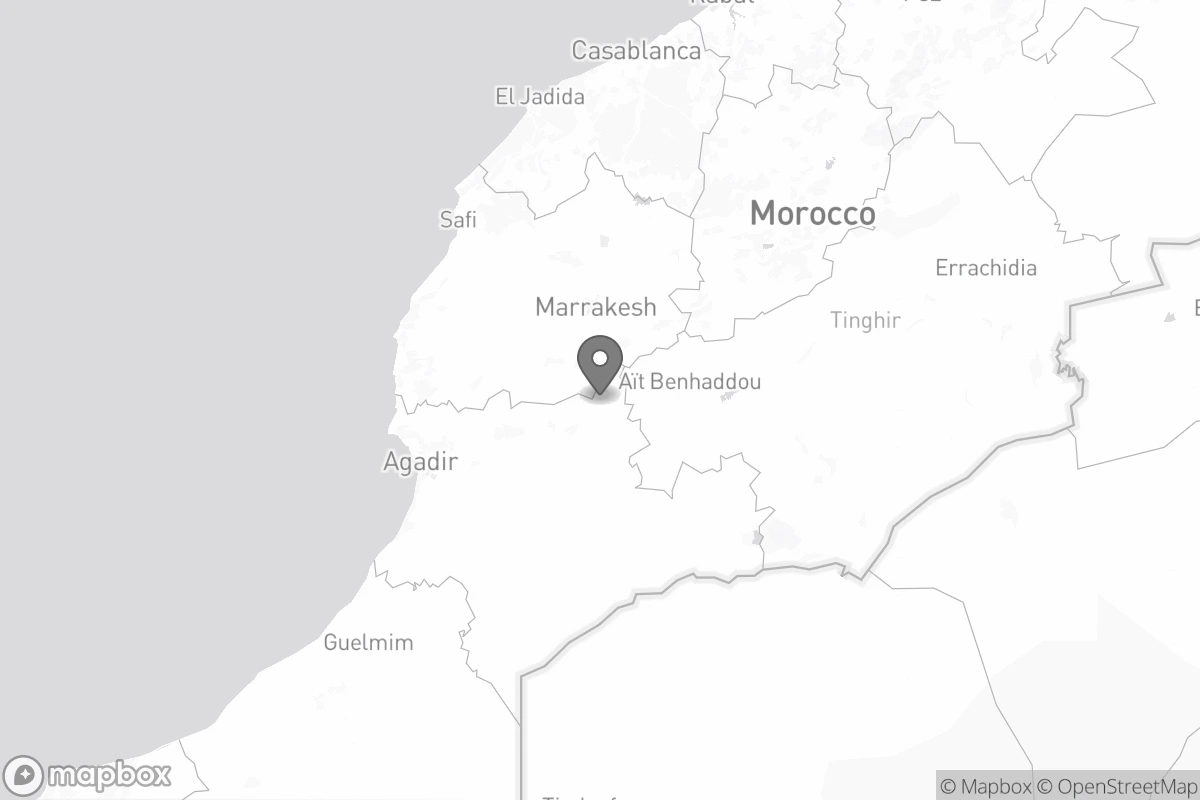 Casablanca
El Jadida
Safi
Morocco
Errachidia
Marrakesh
Tinghir
Aït Benhaddou
Agadir
Guelmim
mapbox
© Mapbox © OpenStreetMap